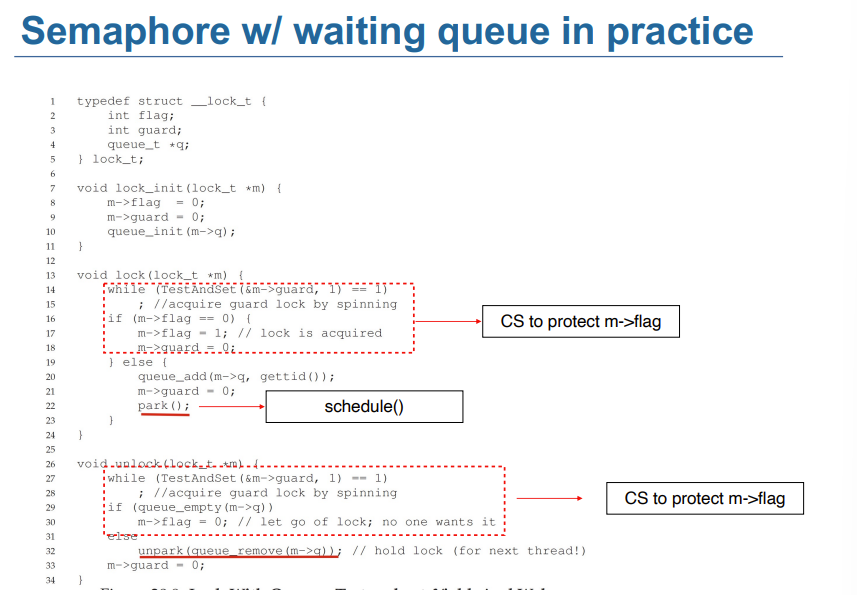 Semaphore w/ waiting queue in practice
1 typedef struct __lock_t {
2 int flag;
3 int guard;
4 queue_t *q;
5 } lock_t;
6
7 void lock_init(lock_t *m) {
8 m->flag = 0;
9 m->guard = 0;
10 queue_init(m->q);
11 }
12
13 void lock(lock_t *m) {
14 while (TestAndSet(&m->guard, 1) == 1)
15 ; //acquire guard lock by spinning
16 if (m->flag == 0) {
17 m->flag = 1; // lock is acquired
18 m->guard = 0;
CS to protect m->flag
19 } else {
20 queue_add(m->q, gettid());
21 m->guard = 0;
22 park();
schedule()
23 }
24 }
25
26 void unlock(lock_t *m) {
27 while (TestAndSet(&m->guard, 1) == 1)
28 ; //acquire guard lock by spinning
29 if (queue_empty(m->q))
30 m->flag = 0; // let go of lock; no one wants it
CS to protect m->flag
31 else
32 unpark(queue_remove(m->q)); // hold lock (for next thread!)
33 m->guard = 0;
34 }